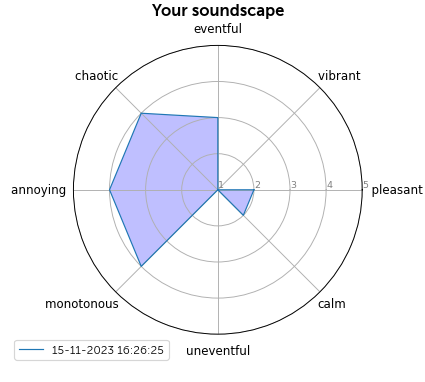 Your soundscape
eventful
chaotic
vibrant
annoying
1 2 3 4 5
pleasant
monotonous
calm
uneventful
15-11-2023 16:26:25